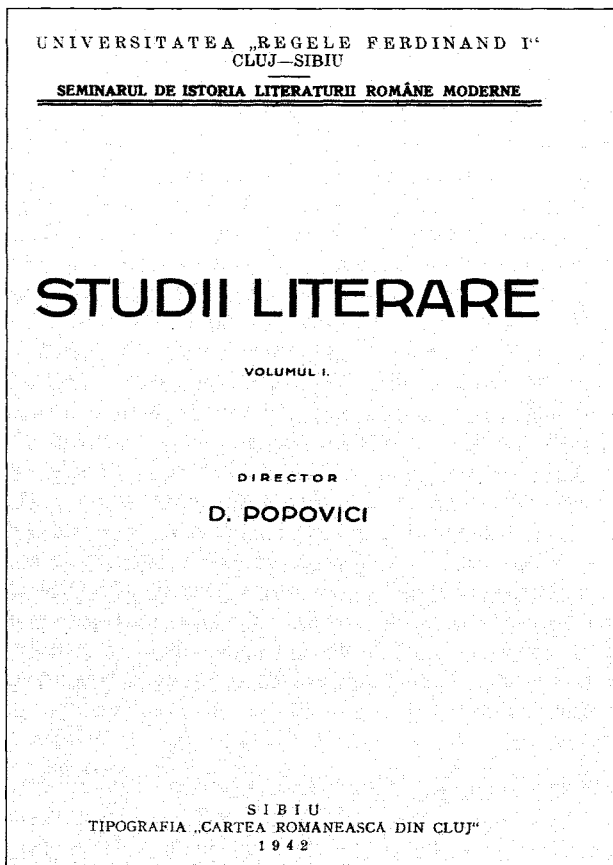 UNIVERSITATEA „REGELE FERDINAND I“
CLUJ—SIBIU
SEMINARUL DE ISTORIA LITERATURII ROMÂNE MODERNE
STUDII LITERARE
VOLUMUL I.
DIRECTOR
D. POPOVICI
SIBIU
TIPOGRAFIA „CARTEA ROMÂNEASCĂ DIN CLUJ“
1942